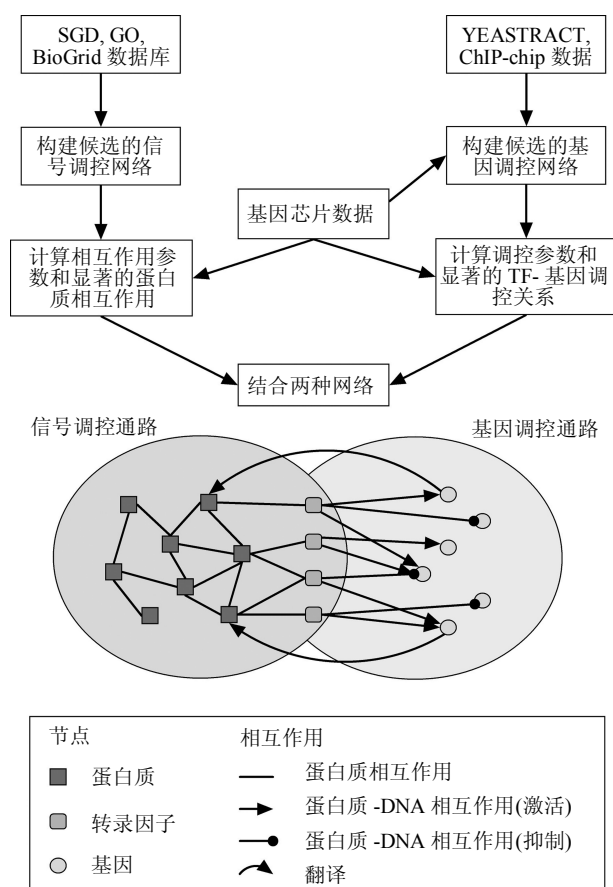 SGD, GO,
BioGrid 数据库
YEASTRACT,
ChIP-chip 数据
构建候选的信
号调控网络
构建候选的基
因调控网络
基因芯片数据
计算相互作用参
数和显著的蛋白
质相互作用
计算调控参数和
显著的 TF- 基因调
控关系
结合两种网络
信号调控通路
基因调控通路
节点
相互作用
蛋白质
蛋白质相互作用
转录因子
蛋白质 -DNA 相互作用(激活)
蛋白质 -DNA 相互作用(抑制)
基因
翻译